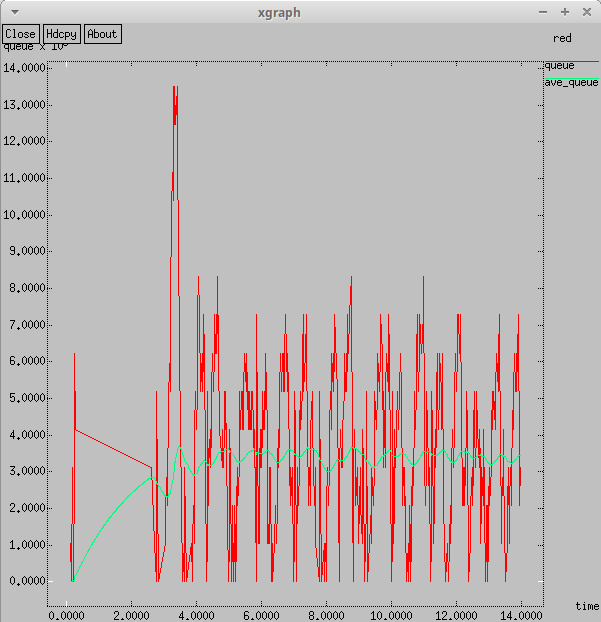 xgraph
Close Hdcpy About
queue x 10³
red
queue
ave_queue
14.0000
13.0000
12.0000
11.0000
10.0000
9.0000
8.0000
7.0000
6.0000
5.0000
4.0000
3.0000
2.0000
1.0000
0.0000
time
0.0000 2.0000 4.0000 6.0000 8.0000 10.0000 12.0000 14.0000